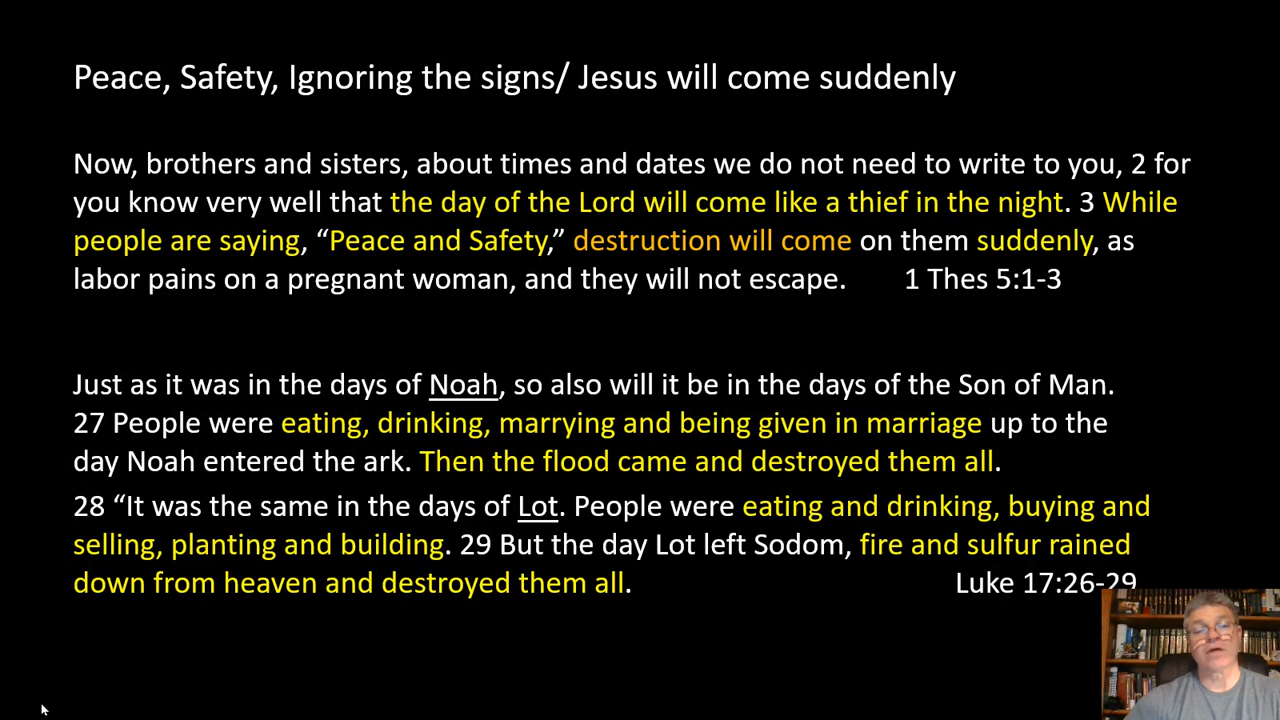 Peace, Safety, Ignoring the signs/ Jesus will come suddenly
Now, brothers and sisters, about times and dates we do not need to write to you, 2 for
you know very well that the day of the Lord will come like a thief in the night. 3 While
people are saying, “Peace and Safety,” destruction will come on them suddenly, as
labor pains on a pregnant woman, and they will not escape. 1 Thes 5:1-3
Just as it was in the days of Noah, so also will it be in the days of the Son of Man.
27 People were eating, drinking, marrying and being given in marriage up to the
day Noah entered the ark. Then the flood came and destroyed them all.
28 “It was the same in the days of Lot. People were eating and drinking, buying and
selling, planting and building. 29 But the day Lot left Sodom, fire and sulfur rained
down from heaven and destroyed them all. Luke 17:26-29